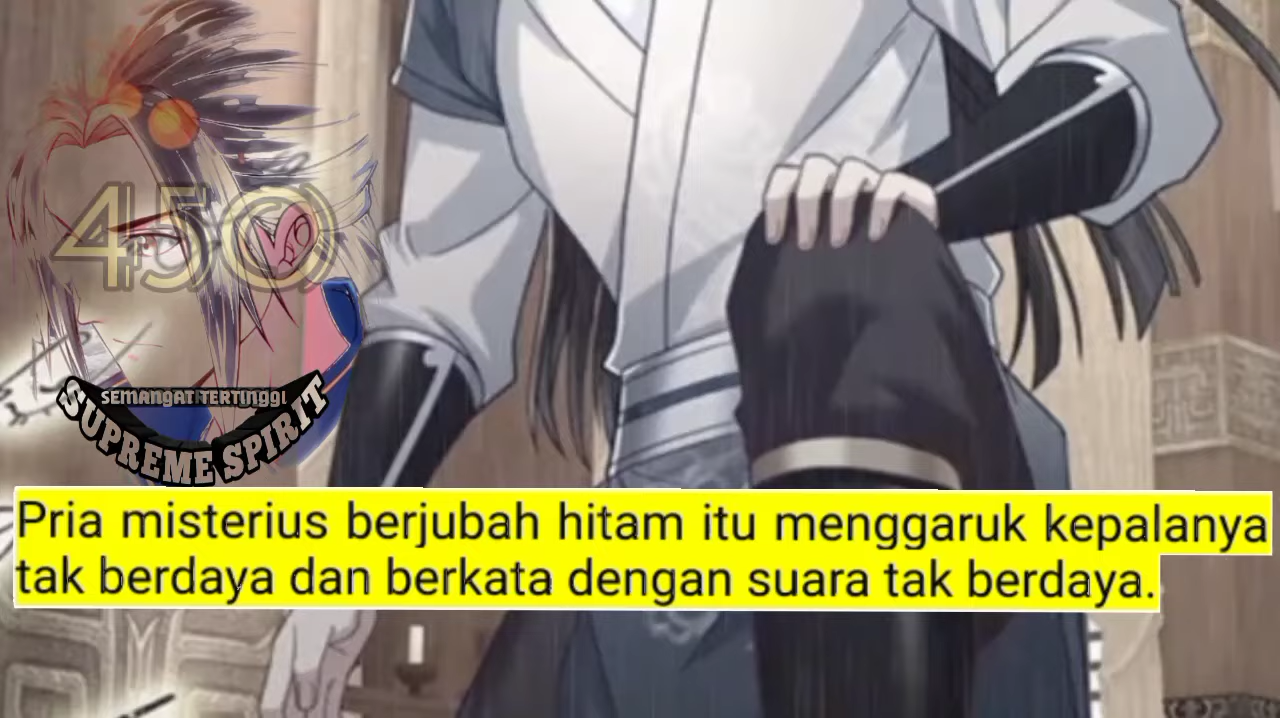 450
SEMANGAT TERTINGGI
SUPREME SPIRIT
Pria misterius berjubah hitam itu menggaruk kepalanya
tak berdaya dan berkata dengan suara tak berdaya.